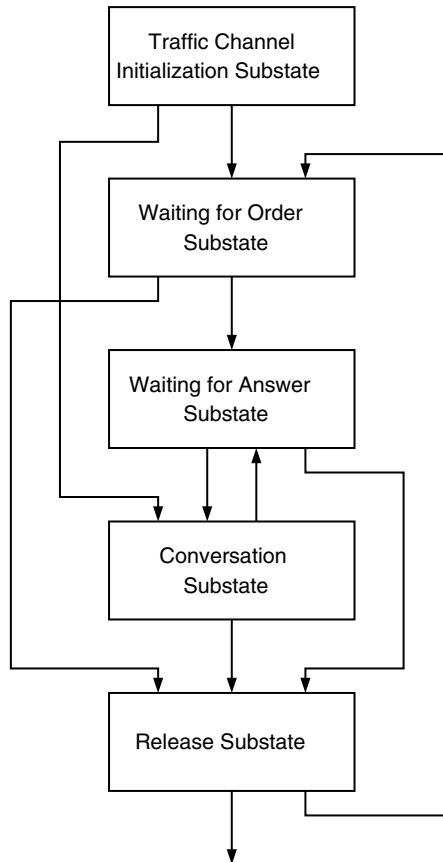 Traffic Channel
Initialization Substate
Waiting for Order
Substate
Waiting for Answer
Substate
Conversation
Substate
Release Substate